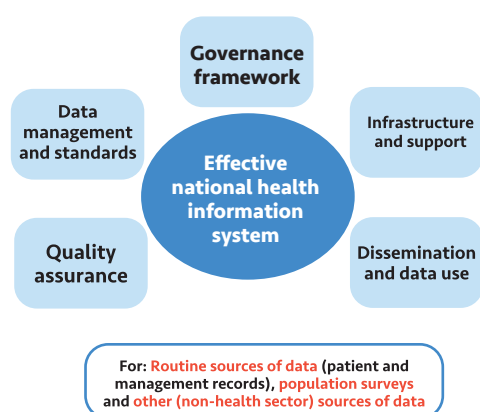 Governance
framework
Data
management
and standards
Infrastructure
and support
Effective
national health
information
system
Quality
assurance
Dissemination
and data use
For: Routine sources of data (patient and
management records), population surveys
and other (non-health sector) sources of data